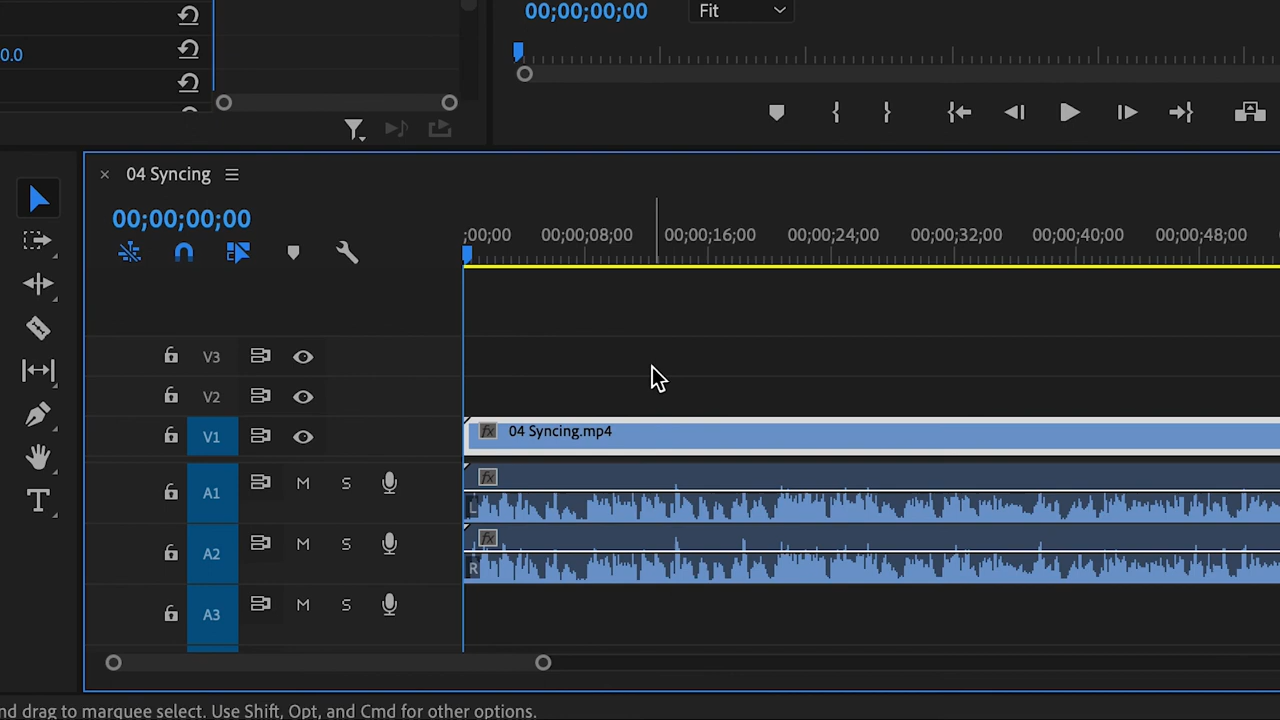 00;00;00;00 Fit
0.0
04 Syncing
00;00;00;00
;00;00 00;00;08;00 00;00;16;00 00;00;24;00 00;00;32;00 00;00;40;00 00;00;48;00
V3
V2
V1 fx 04 Syncing.mp4
A1 M S fx
L
A2 M S fx
R
A3 M S
nd drag to marquee select. Use Shift, Opt, and Cmd for other options.